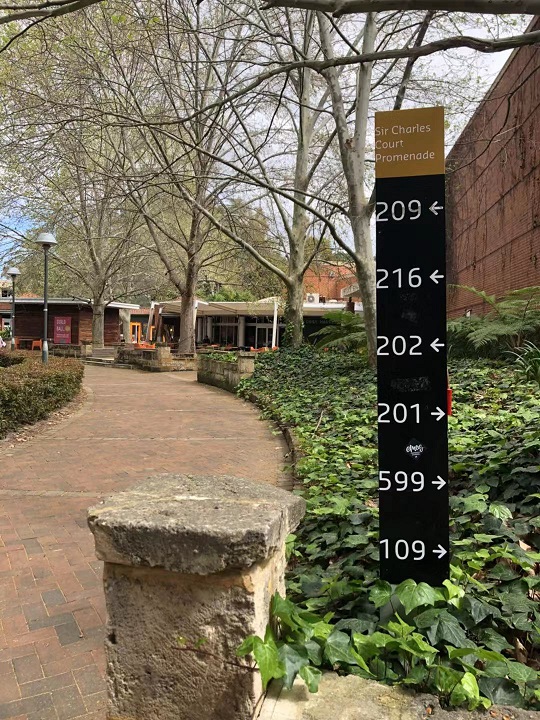 Sir Charles
Court
Promenade
209 ←
216 ←
202 ←
201 →
599 →
109 →